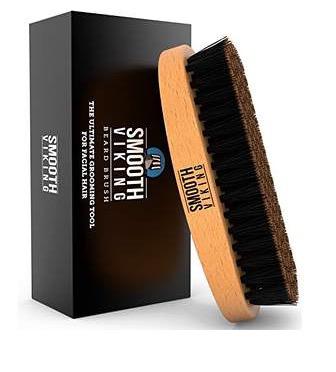 SMOOTH
VIKING
SMOOTH
VIKING
BEARD BRUSH
THE ULTIMATE GROOMING TOOL
FOR FACIAL HAIR
SMOOTH
VIKING